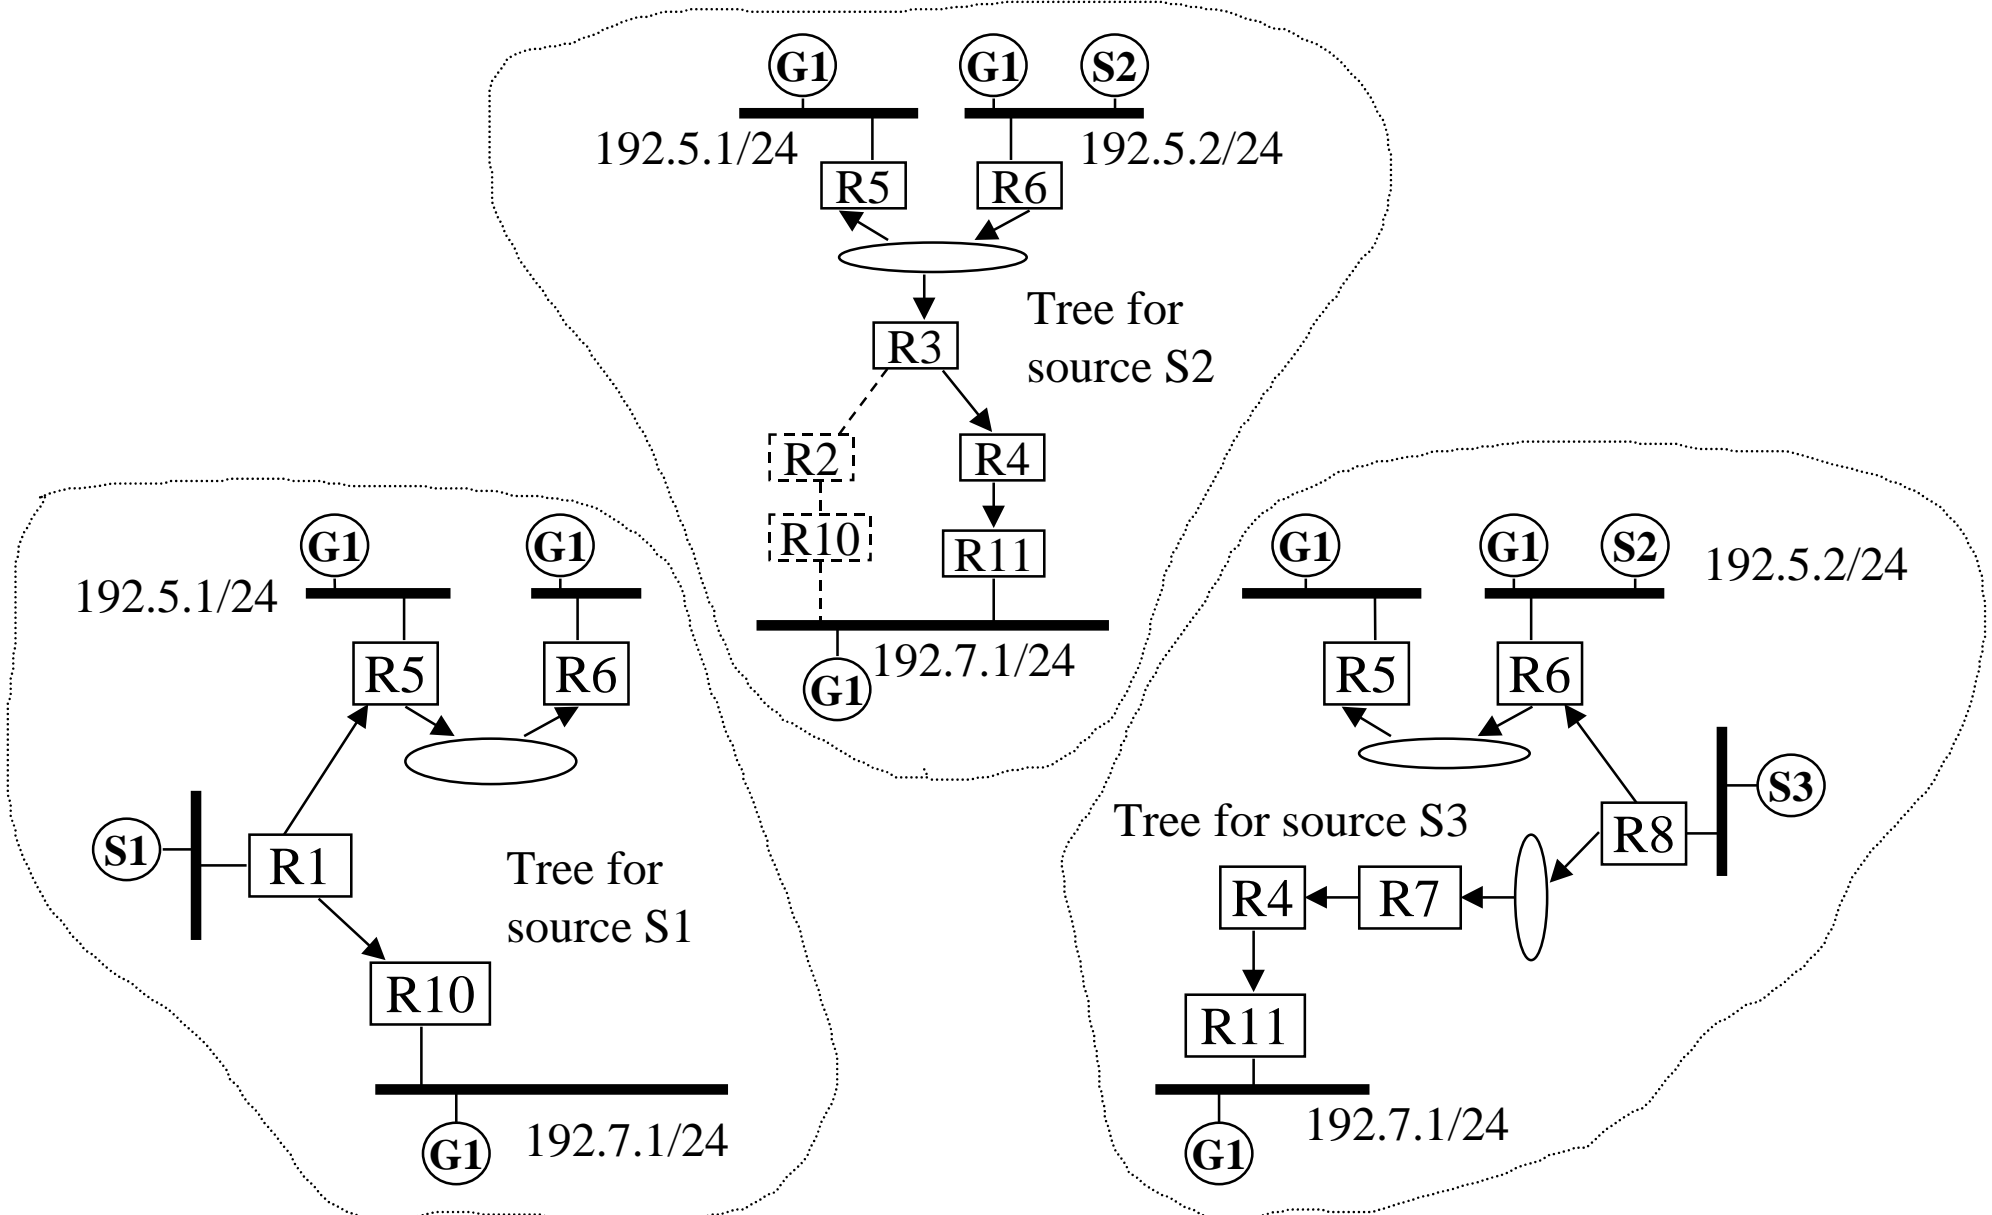 G1
G1
S2
192.5.1/24
192.5.2/24
R5
R6
Tree for
source S2
R3
R2
R4
R10
R11
192.7.1/24
G1
G1
G1
192.5.1/24
R5
R6
S1
R1
Tree for
source S1
R10
192.7.1/24
G1
G1
G1
S2
192.5.2/24
R5
R6
S3
Tree for source S3
R8
R4
R7
R11
192.7.1/24
G1